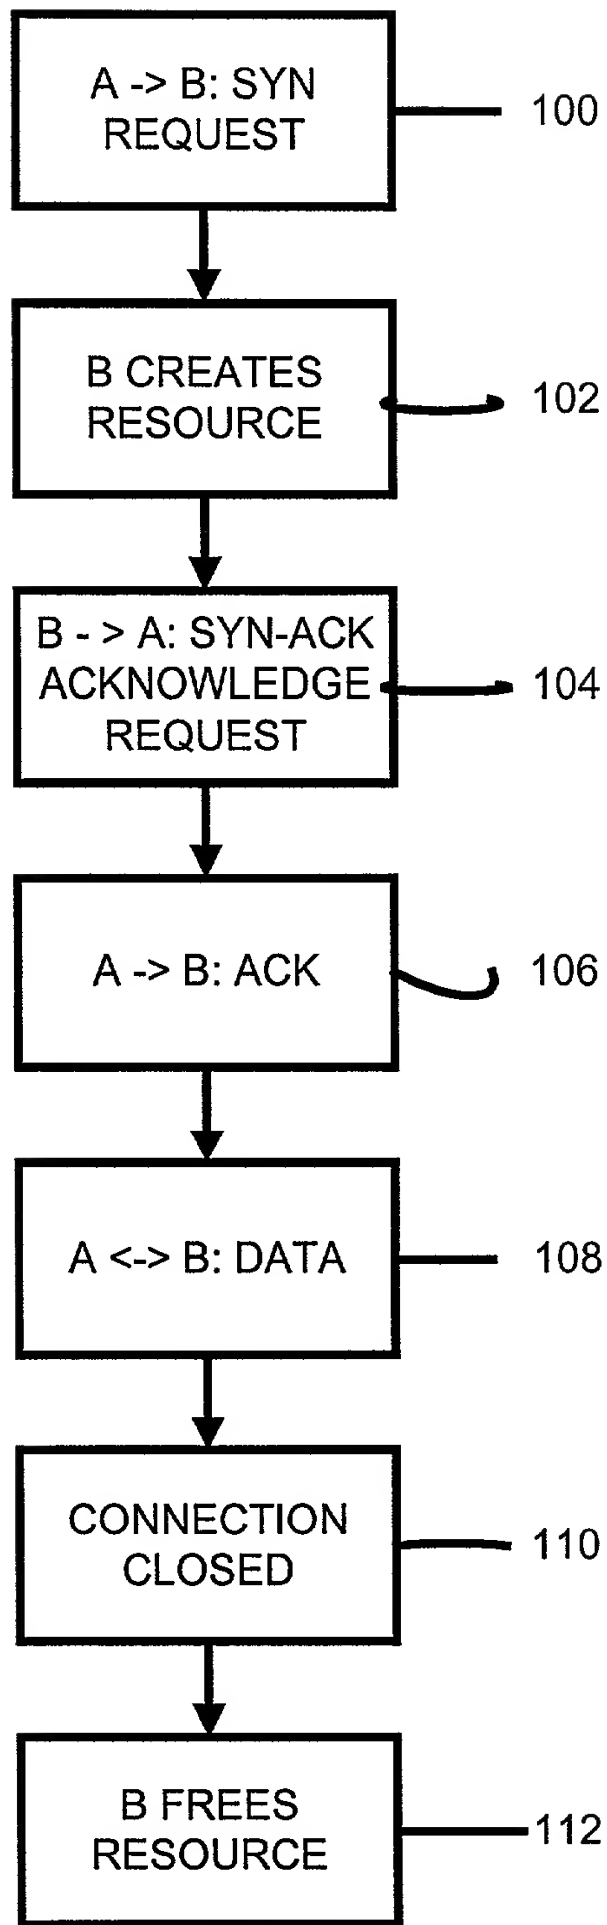 A -> B: SYN
REQUEST
100
B CREATES
RESOURCE
102
B - > A: SYN-ACK
ACKNOWLEDGE
REQUEST
104
A -> B: ACK
106
A <-> B: DATA
108
CONNECTION
CLOSED
110
B FREES
RESOURCE
112